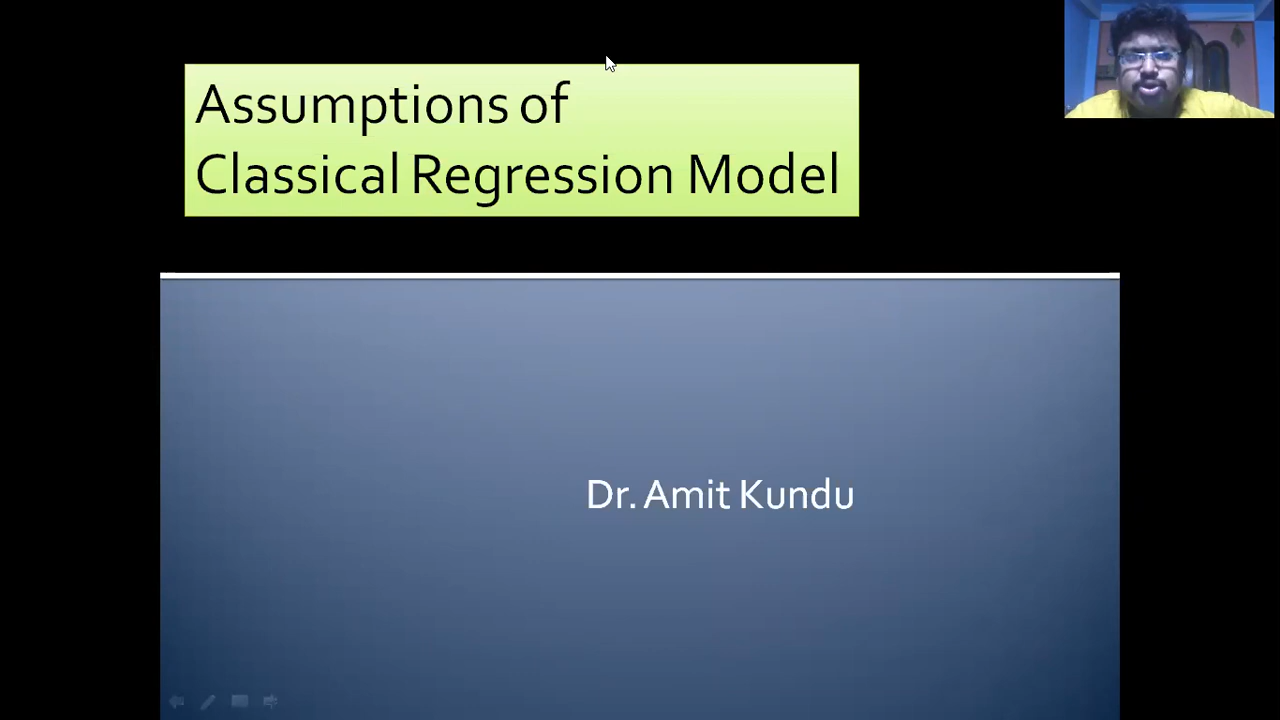 Assumptions of
Classical Regression Model
Dr. Amit Kundu